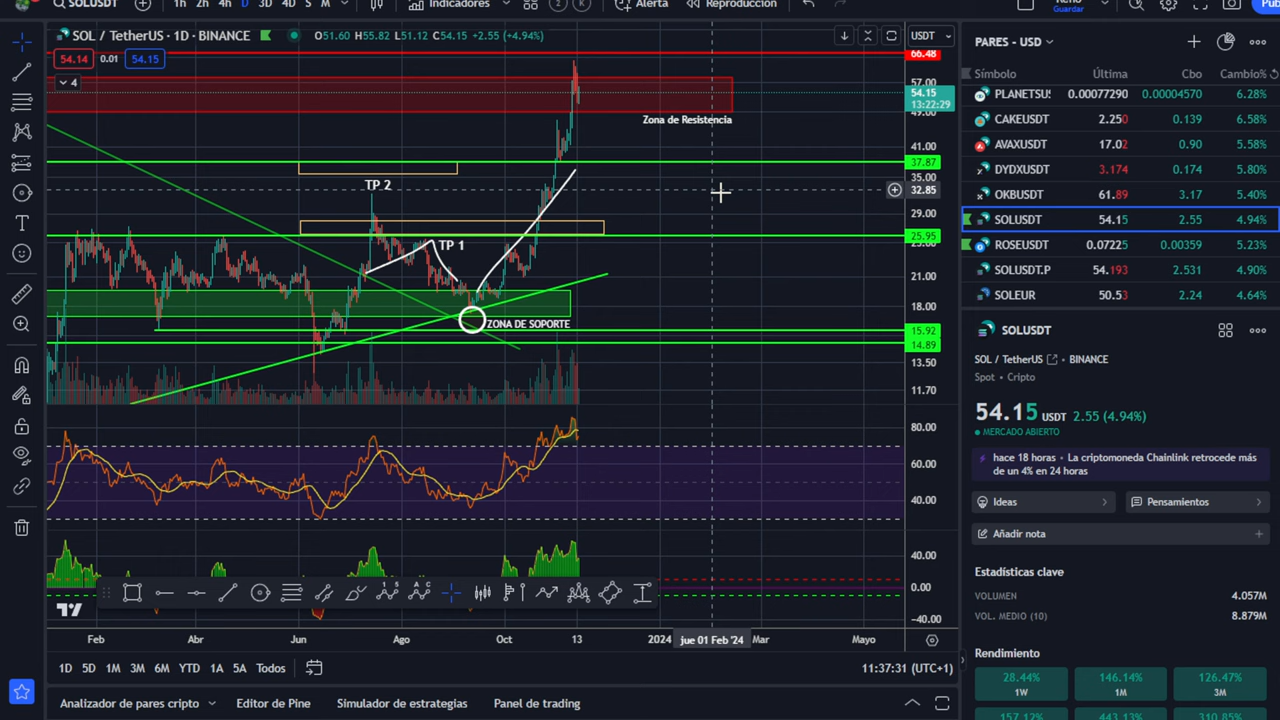 SOLUSDT 1h 2h 4h D 3D 4D S M Indicadores Alerta Reproducción
Guardar
SOL / TetherUS · 1D · BINANCE O51.60 H55.82 L51.12 C54.15 +2.55 (+4.94%)
USDT
54.14 0.01 54.15
4
66.48
57.00
54.15
13:22:29
49.00
41.00
37.87
35.00
32.85
29.00
25.95
21.00
18.00
15.92
14.89
13.50
11.70
80.00
60.00
40.00
40.00
0.00
-40.00
Zona de Resistencia
TP 2
TP 1
ZONA DE SOPORTE
Feb Abr Jun Ago Oct 13 2024 jue 01 Feb '24 Mar Mayo
1D 5D 1M 3M 6M YTD 1A 5A Todos 11:37:31 (UTC+1)
Analizador de pares cripto Editor de Pine Simulador de estrategias Panel de trading
PARES - USD
Símbolo Última Cbo Cambio%
PLANETSU 0.00077290 0.00004570 6.28%
CAKEUSDT 2.250 0.139 6.58%
AVAXUSDT 17.02 0.90 5.58%
DYDXUSDT 3.174 0.174 5.80%
OKBUSDT 61.89 3.17 5.40%
SOLUSDT 54.15 2.55 4.94%
ROSEUSDT 0.07225 0.00359 5.23%
SOLUSDT.P 54.193 2.531 4.90%
SOLEUR 50.53 2.24 4.64%
SOLUSDT
SOL / TetherUS BINANCE
Spot · Cripto
54.15 USDT 2.55 (4.94%)
MERCADO ABIERTO
hace 18 horas · La criptomoneda Chainlink retrocede más
de un 4% en 24 horas
Ideas Pensamientos
Añadir nota
Estadísticas clave
VOLUMEN 4.057M
VOL. MEDIO (10) 8.879M
Rendimiento
28.44% 146.14% 126.47%
1W 1M 3M
157.12% 443.13% 310.85%